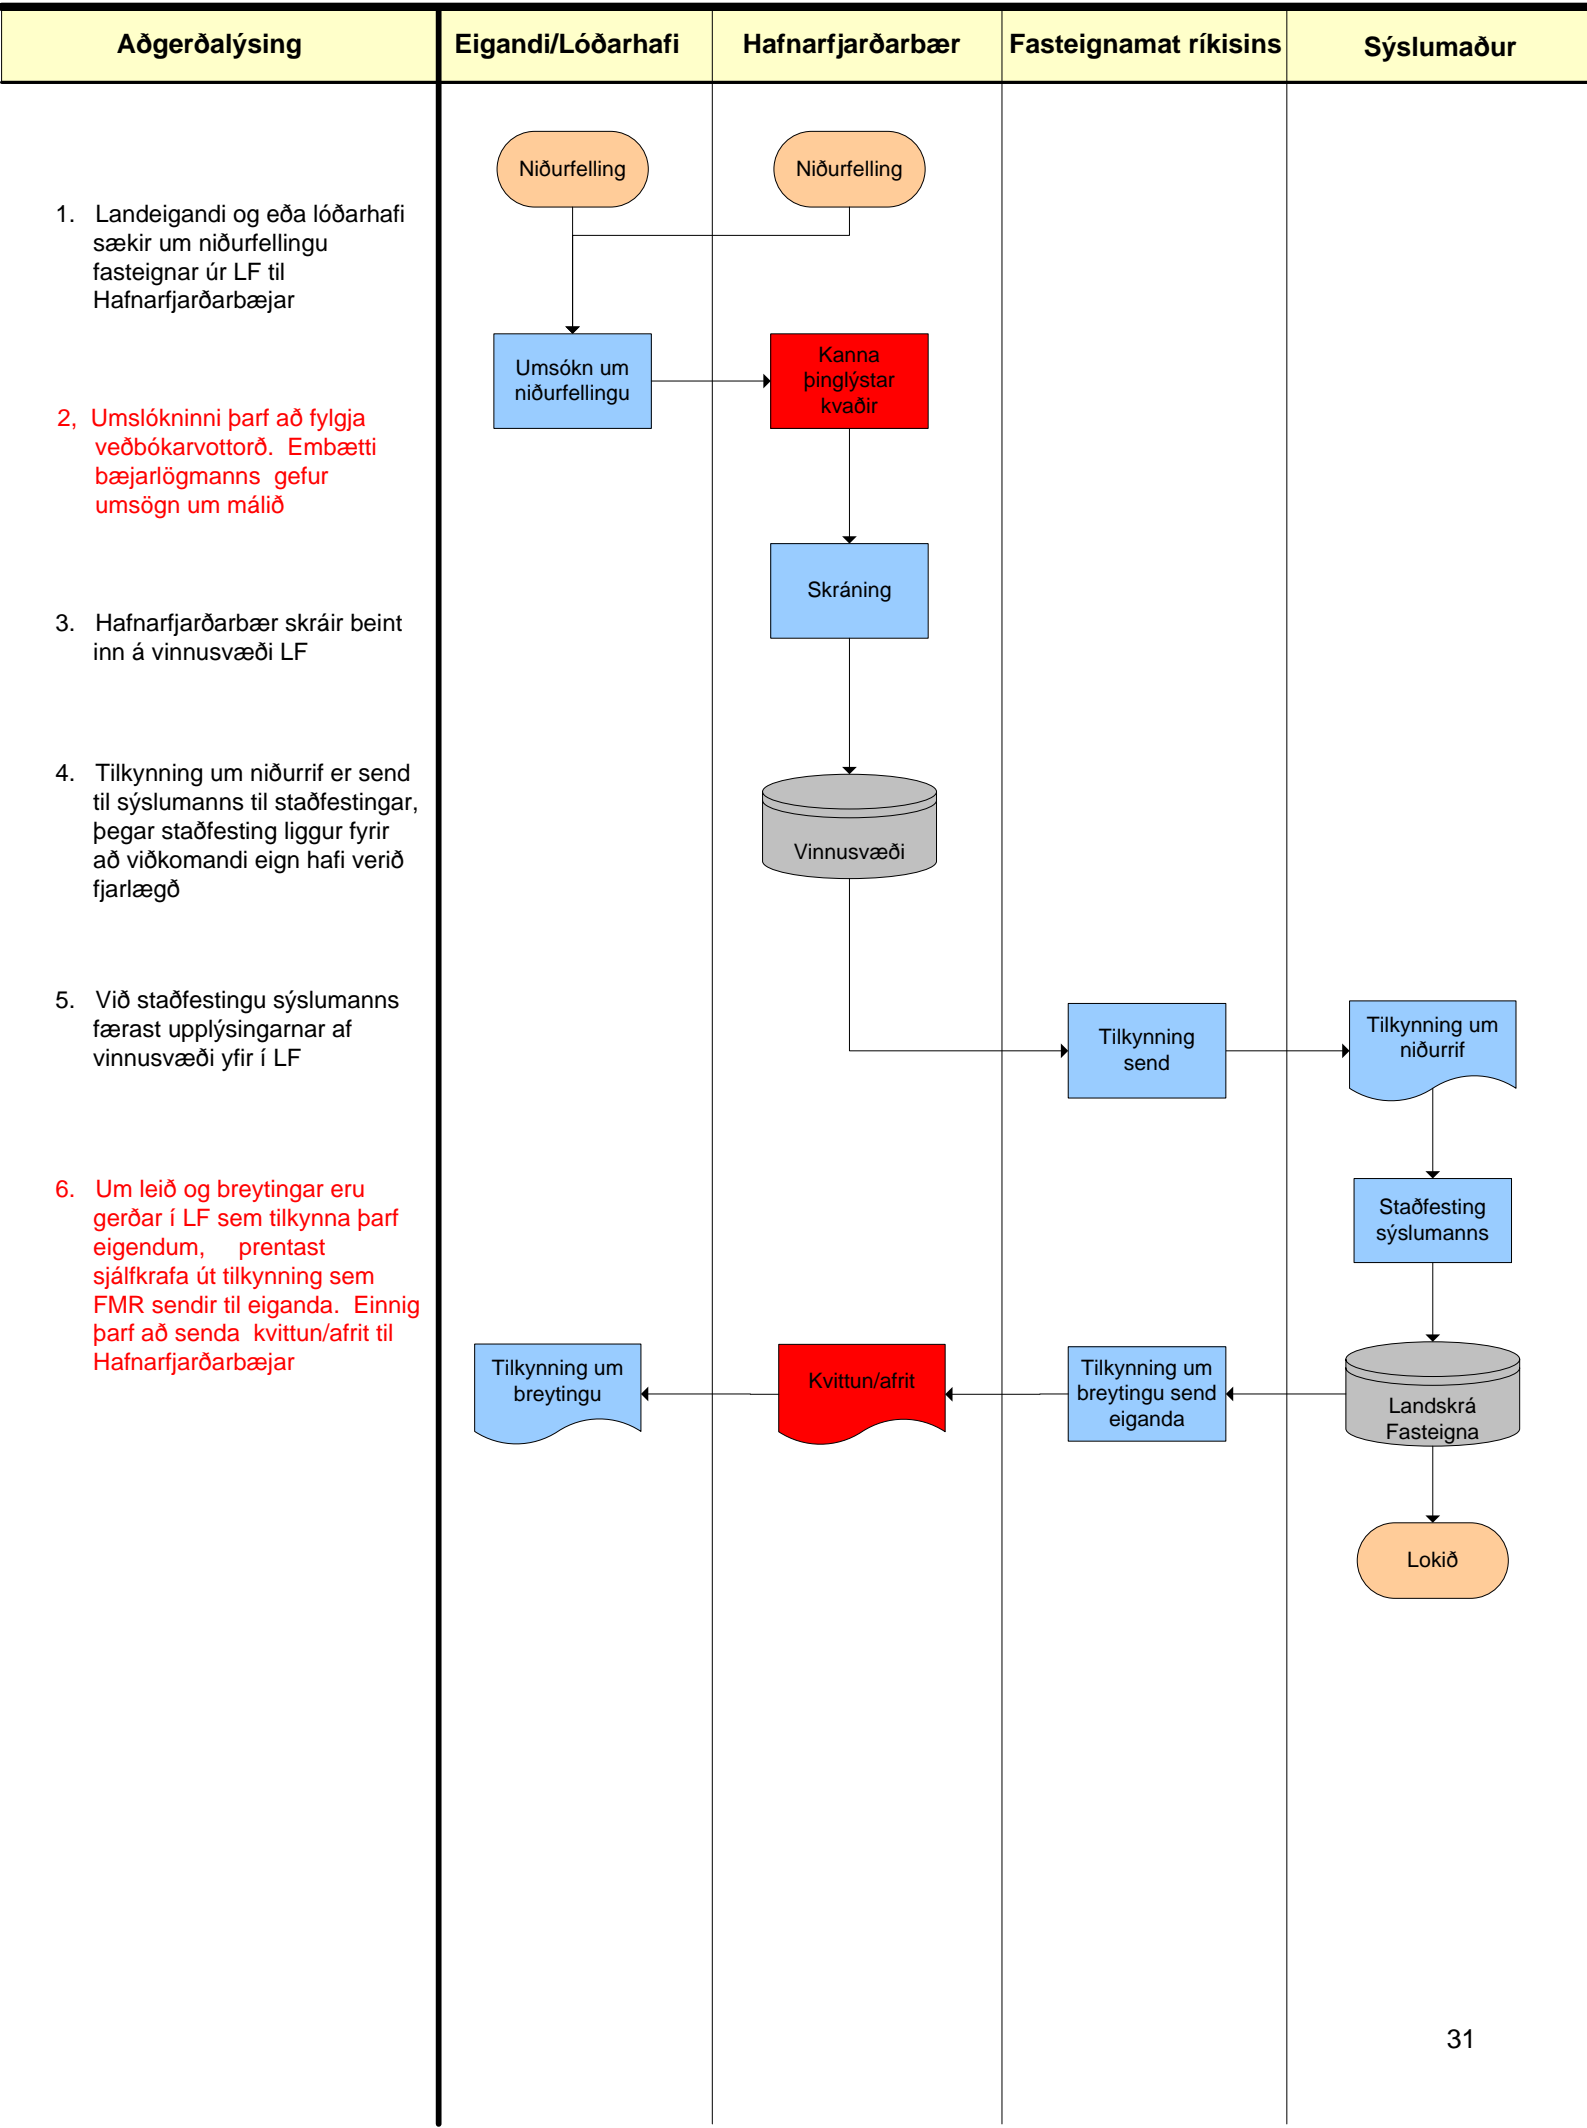 Aðgerðalýsing
Eigandi/Lóðarhafi
Hafnarfjarðarbær
Fasteignamat ríkisins
Sýslumaður
1. Landeigandi og eða lóðarhafi
sækir um niðurfellingu
fasteignar úr LF til
Hafnarfjarðarbæjar
2, Umslókninni þarf að fylgja
veðbókarvottorð. Embætti
bæjarlögmanns gefur
umsögn um málið
3. Hafnarfjarðarbær skráir beint
inn á vinnusvæði LF
4. Tilkynning um niðurrif er send
til sýslumanns til staðfestingar,
þegar staðfesting liggur fyrir
að viðkomandi eign hafi verið
fjarlægð
5. Við staðfestingu sýslumanns
færast upplýsingarnar af
vinnusvæði yfir í LF
6. Um leið og breytingar eru
gerðar í LF sem tilkynna þarf
eigendum, prentast
sjálfkrafa út tilkynning sem
FMR sendir til eiganda. Einnig
þarf að senda kvittun/afrit til
Hafnarfjarðarbæjar
Niðurfelling
Niðurfelling
Umsókn um
niðurfellingu
Kanna
þinglýstar
kvaðir
Skráning
Vinnusvæði
Tilkynning
send
Tilkynning um
niðurrif
Staðfesting
sýslumanns
Tilkynning um
breytingu
Kvittun/afrit
Tilkynning um
breytingu send
eiganda
Landskrá
Fasteigna
Lokið
31